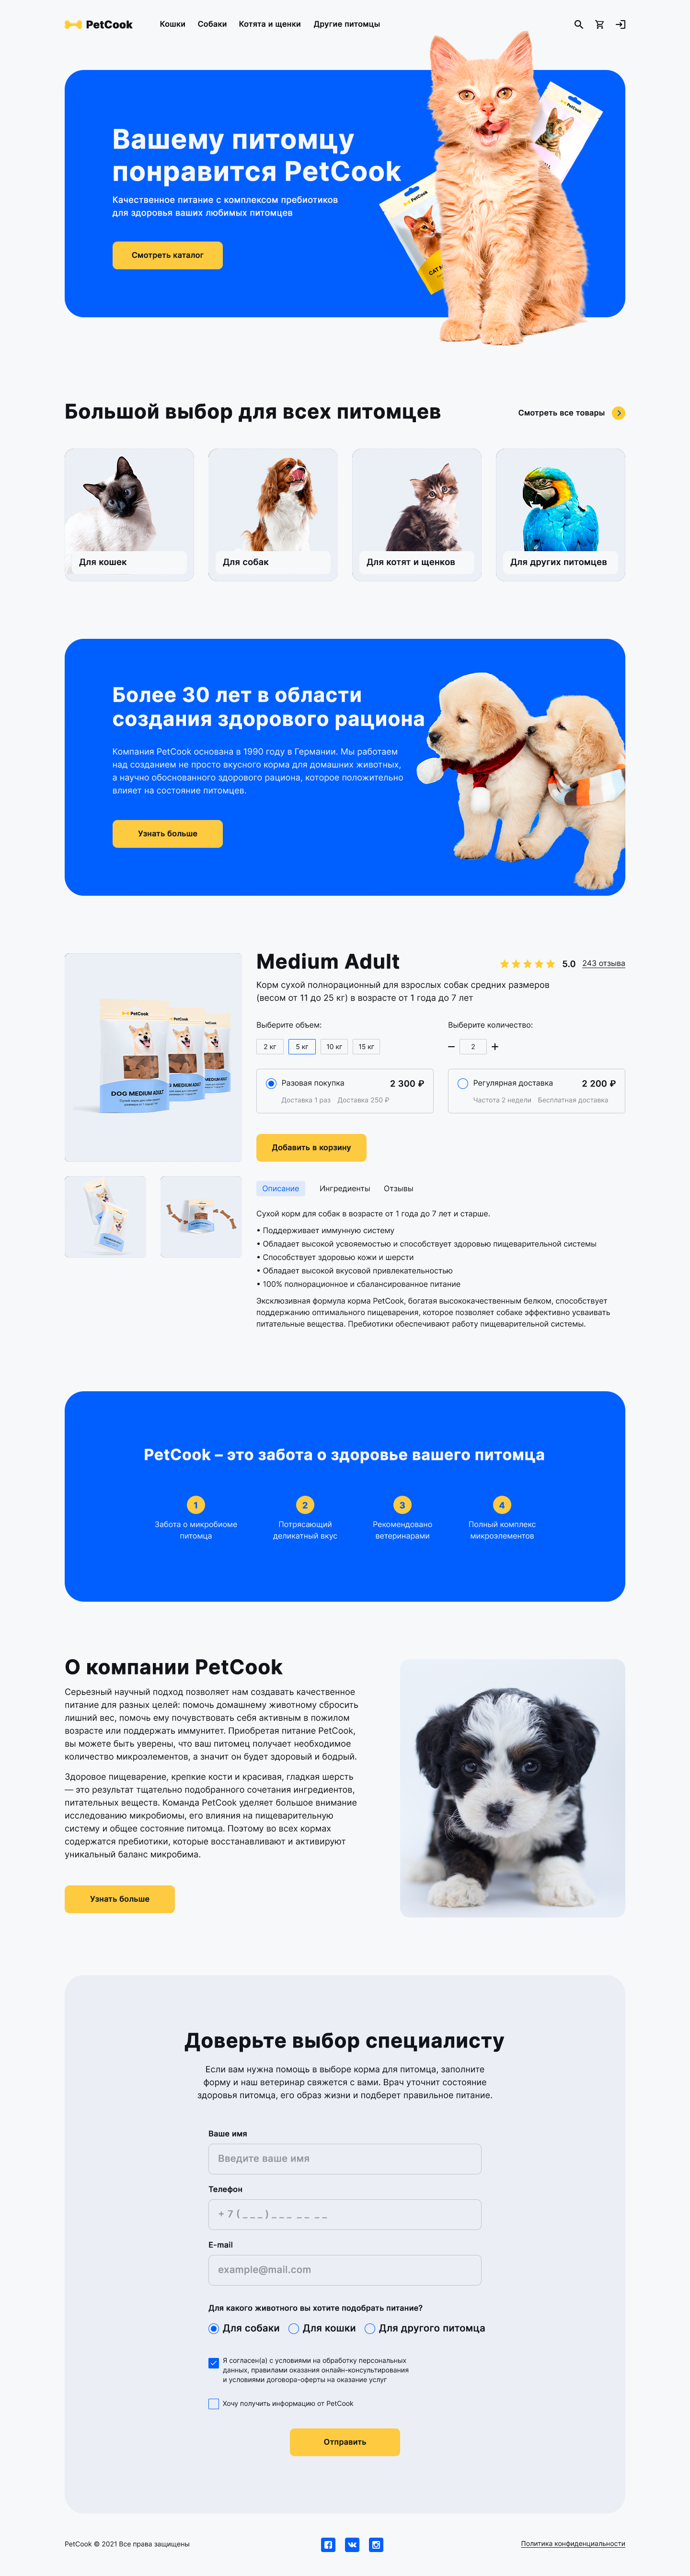 PetCook
Кошки
Собаки
Котята и щенки
Другие питомцы
Вашему питомцу
понравится PetCook
Качественное питание с комплексом пребиотиков
для здоровья ваших любимых питомцев
Смотреть каталог
PetCook
PetCook
Большой выбор для всех питомцев
Смотреть все товары
Для кошек
Для собак
Для котят и щенков
Для других питомцев
Более 30 лет в области
создания здорового рациона
Компания PetCook основана в 1990 году в Германии. Мы работаем
над созданием не просто вкусного корма для домашних животных,
а научно обоснованного здорового рациона, которое положительно
влияет на состояние питомцев.
Узнать больше
PetCook
PetCook
PetCook
DOG MEDIUM ADULT
Medium Adult
5.0
243 отзыва
Корм сухой полнорационный для взрослых собак средних размеров
(весом от 11 до 25 кг) в возрасте от 1 года до 7 лет
Выберите объем:
2 кг
5 кг
10 кг
15 кг
Выберите количество:
2
Разовая покупка
2 300 ₽
Доставка 1 раз
Доставка 250 ₽
Регулярная доставка
2 200 ₽
Частота 2 недели
Бесплатная доставка
Добавить в корзину
Описание
Ингредиенты
Отзывы
Сухой корм для собак в возрасте от 1 года до 7 лет и старше.
• Поддерживает иммунную систему
• Обладает высокой усвояемостью и способствует здоровью пищеварительной системы
• Способствует здоровью кожи и шерсти
• Обладает высокой вкусовой привлекательностью
• 100% полнорационное и сбалансированное питание
Эксклюзивная формула корма PetCook, богатая высококачественным белком, способствует
поддержанию оптимального пищеварения, которое позволяет собаке эффективно усваивать
питательные вещества. Пребиотики обеспечивают работу пищеварительной системы.
PetCook – это забота о здоровье вашего питомца
1
Забота о микробиоме
питомца
2
Потрясающий
деликатный вкус
3
Рекомендовано
ветеринарами
4
Полный комплекс
микроэлементов
О компании PetCook
Серьезный научный подход позволяет нам создавать качественное
питание для разных целей: помочь домашнему животному сбросить
лишний вес, помочь ему почувствовать себя активным в пожилом
возрасте или поддержать иммунитет. Приобретая питание PetCook,
вы можете быть уверены, что ваш питомец получает необходимое
количество микроэлементов, а значит он будет здоровый и бодрый.
Здоровое пищеварение, крепкие кости и красивая, гладкая шерсть
— это результат тщательно подобранного сочетания ингредиентов,
питательных веществ. Команда PetCook уделяет большое внимание
исследованию микробиомы, его влияния на пищеварительную
систему и общее состояние питомца. Поэтому во всех кормах
содержатся пребиотики, которые восстанавливают и активируют
уникальный баланс микробима.
Узнать больше
Доверьте выбор специалисту
Если вам нужна помощь в выборе корма для питомца, заполните
форму и наш ветеринар свяжется с вами. Врач уточнит состояние
здоровья питомца, его образ жизни и подберет правильное питание.
Ваше имя
Введите ваше имя
Телефон
+ 7 ( _ _ _ ) _ _ _ _ _ _ _
E-mail
example@mail.com
Для какого животного вы хотите подобрать питание?
Для собаки
Для кошки
Для другого питомца
Я согласен(а) с условиями на обработку персональных
данных, правилами оказания онлайн-консультирования
и условиями договора-оферты на оказание услуг
Хочу получить информацию от PetCook
Отправить
PetCook © 2021 Все права защищены
Политика конфиденциальности